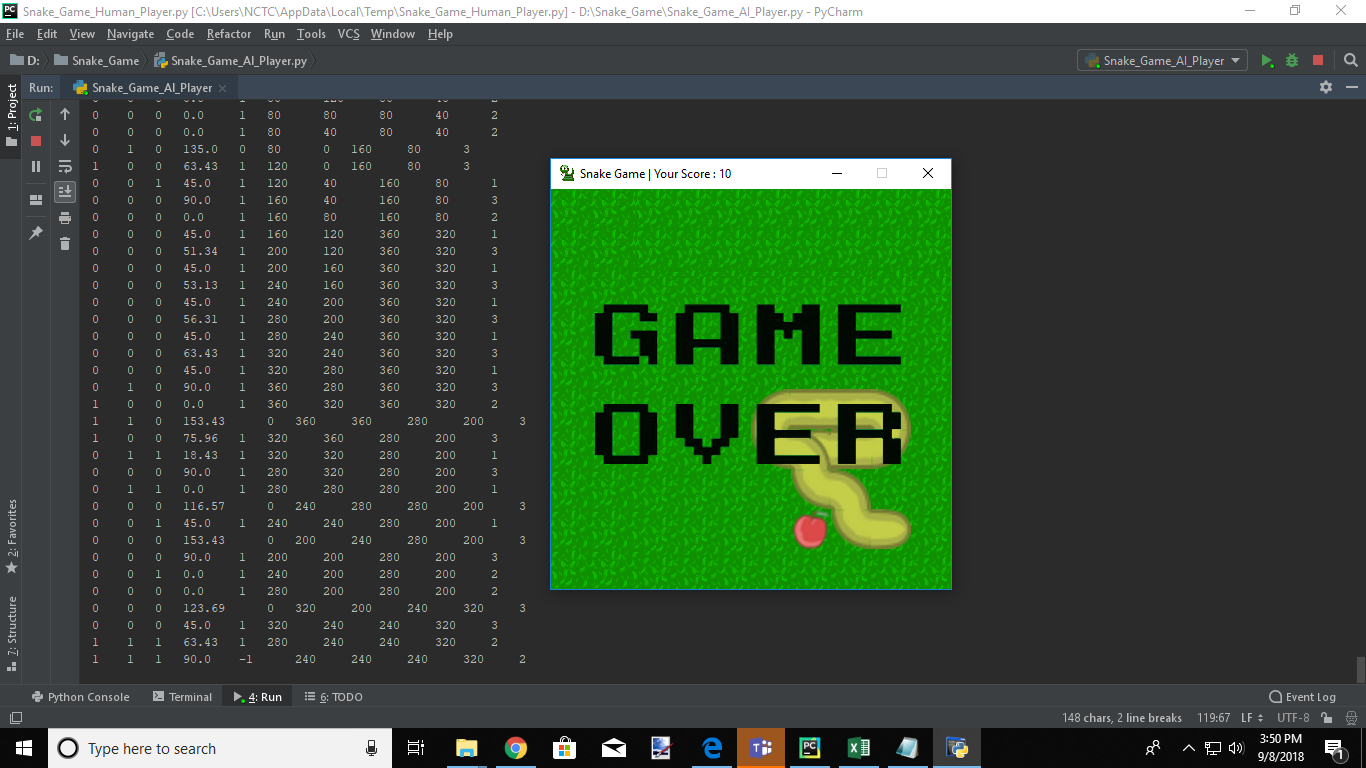 Snake_Game_Human_Player.py [C:\Users\NCTC\AppData\Local\Temp\Snake_Game_Human_Player.py] - D:\Snake_Game\Snake_Game_AI_Player.py - PyCharm
File Edit View Navigate Code Refactor Run Tools VCS Window Help
D: Snake_Game Snake_Game_AI_Player.py Snake_Game_AI_Player
Run: Snake_Game_AI_Player
1: Project
2: Favorites
7: Structure
0 0 0 0.0 1 80 80 80 40 2
0 0 0 0.0 1 80 40 80 40 2
0 1 0 135.0 0 80 0 160 80 3
1 0 0 63.43 1 120 0 160 80 3
0 0 1 45.0 1 120 40 160 80 1
0 0 0 90.0 1 160 40 160 80 3
0 0 0 0.0 1 160 80 160 80 2
0 0 0 45.0 1 160 120 360 320 1
0 0 0 51.34 1 200 120 360 320 3
0 0 0 45.0 1 200 160 360 320 1
0 0 0 53.13 1 240 160 360 320 3
0 0 0 45.0 1 240 200 360 320 1
0 0 0 56.31 1 280 200 360 320 3
0 0 0 45.0 1 280 240 360 320 1
0 0 0 63.43 1 320 240 360 320 3
0 0 0 45.0 1 320 280 360 320 1
0 1 0 90.0 1 360 280 360 320 3
1 0 0 0.0 1 360 320 360 320 2
1 1 0 153.43 0 360 360 280 200 3
1 0 0 75.96 1 320 360 280 200 3
0 1 1 18.43 1 320 320 280 200 1
0 0 0 90.0 1 280 320 280 200 3
0 1 1 0.0 1 280 280 280 200 1
0 0 0 116.57 0 240 280 280 200 3
0 0 1 45.0 1 240 240 280 200 1
0 0 0 153.43 0 200 240 280 200 3
0 0 0 90.0 1 200 200 280 200 3
0 0 1 0.0 1 240 200 280 200 2
0 0 0 0.0 1 280 200 280 200 2
0 0 0 123.69 0 320 200 240 320 3
0 0 0 45.0 1 320 240 240 320 3
1 1 1 63.43 1 280 240 240 320 2
1 1 1 90.0 -1 240 240 240 320 2
Snake Game | Your Score : 10
GAME
OVER
Python Console Terminal 4: Run 6: TODO Event Log
148 chars, 2 line breaks 119:67 LF UTF-8
Type here to search
3:50 PM
9/8/2018
1